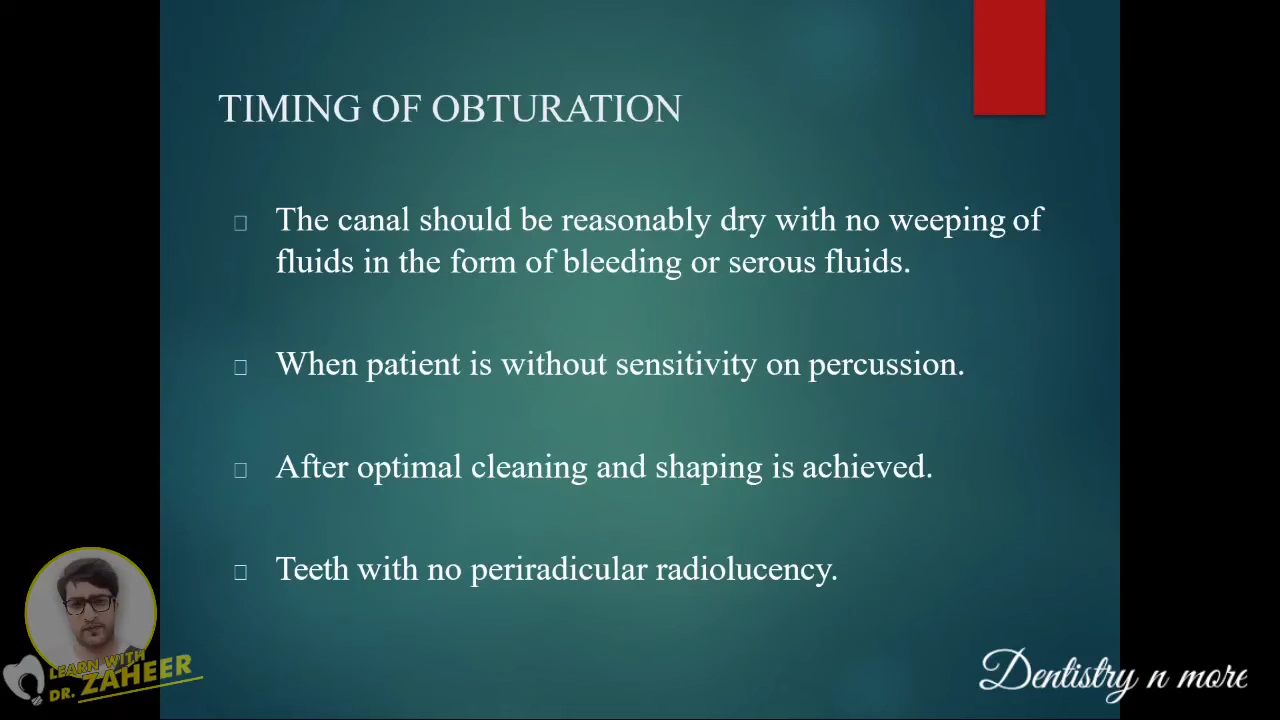 TIMING OF OBTURATION
The canal should be reasonably dry with no weeping of
fluids in the form of bleeding or serous fluids.
When patient is without sensitivity on percussion.
After optimal cleaning and shaping is achieved.
Teeth with no periradicular radiolucency.
LEARN WITH
DR. ZAHEER
Dentistry n more